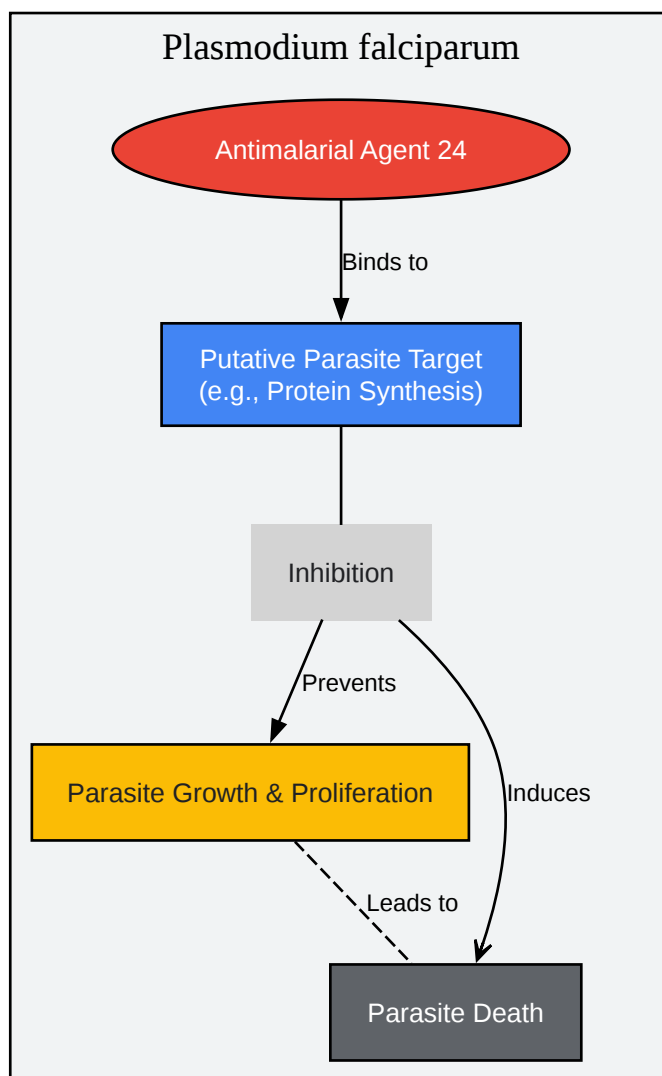 Plasmodium falciparum
Antimalarial Agent 24
Binds to
Putative Parasite Target
(e.g., Protein Synthesis)
Inhibition
Prevents
Parasite Growth & Proliferation
Induces
Leads to
Parasite Death